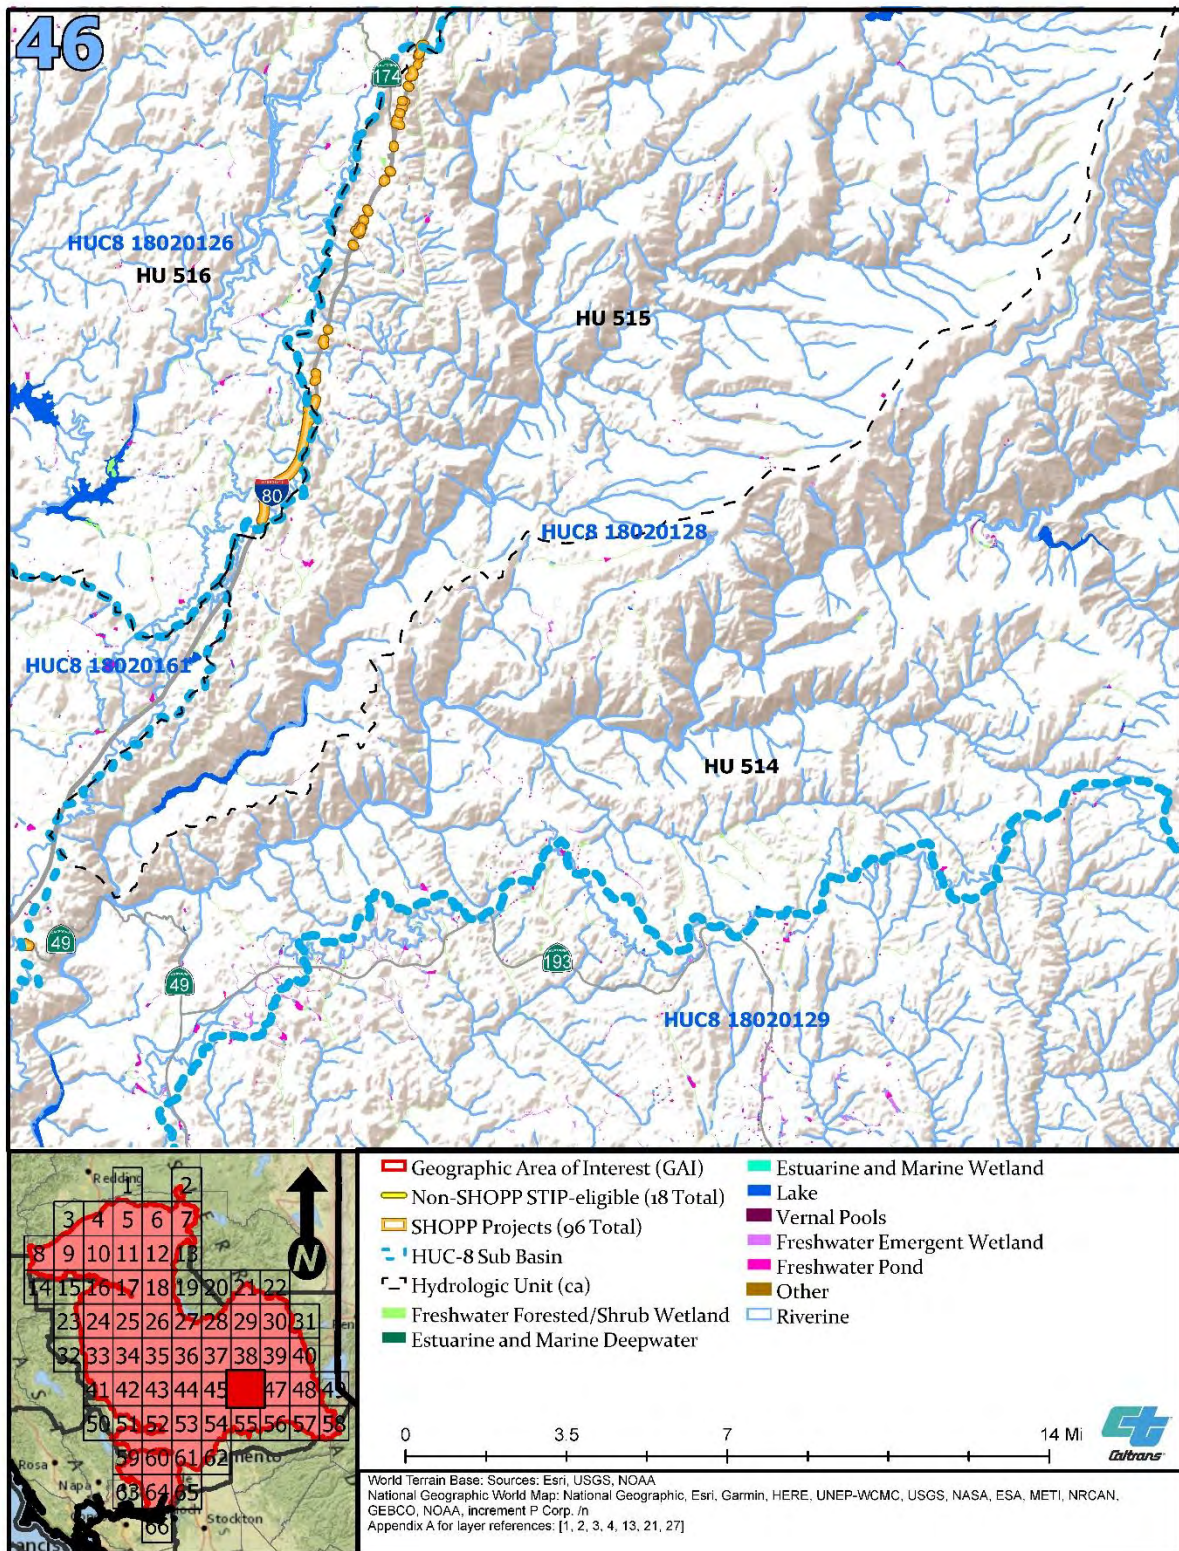 46
174
HUC8 18020126
HU 516
HU 515
80
HUC8 18020128
HUC8 18020161
HU 514
49
49
193
HUC8 18020129
Redding
1
2
3
4
5
6
7
8
9
10
11
12
13
14
15
16
17
18
19
20
21
22
23
24
25
26
27
28
29
30
31
32
33
34
35
36
37
38
39
40
41
42
43
44
45
47
48
49
50
51
52
53
54
55
56
57
58
59
60
61
62
Rosa
Napa
63
64
65
66
Stockton
N
Geographic Area of Interest (GAI)
Non-SHOPP STIP-eligible (18 Total)
SHOPP Projects (96 Total)
HUC-8 Sub Basin
Hydrologic Unit (ca)
Freshwater Forested/Shrub Wetland
Estuarine and Marine Deepwater
Estuarine and Marine Wetland
Lake
Vernal Pools
Freshwater Emergent Wetland
Freshwater Pond
Other
Riverine
0 3.5 7 14 Mi
ct
Caltrans
World Terrain Base: Sources: Esri, USGS, NOAA
National Geographic World Map: National Geographic, Esri, Garmin, HERE, UNEP-WCMC, USGS, NASA, ESA, METI, NRCAN,
GEBCO, NOAA, increment P Corp. /n
Appendix A for layer references: [1, 2, 3, 4, 13, 21, 27]